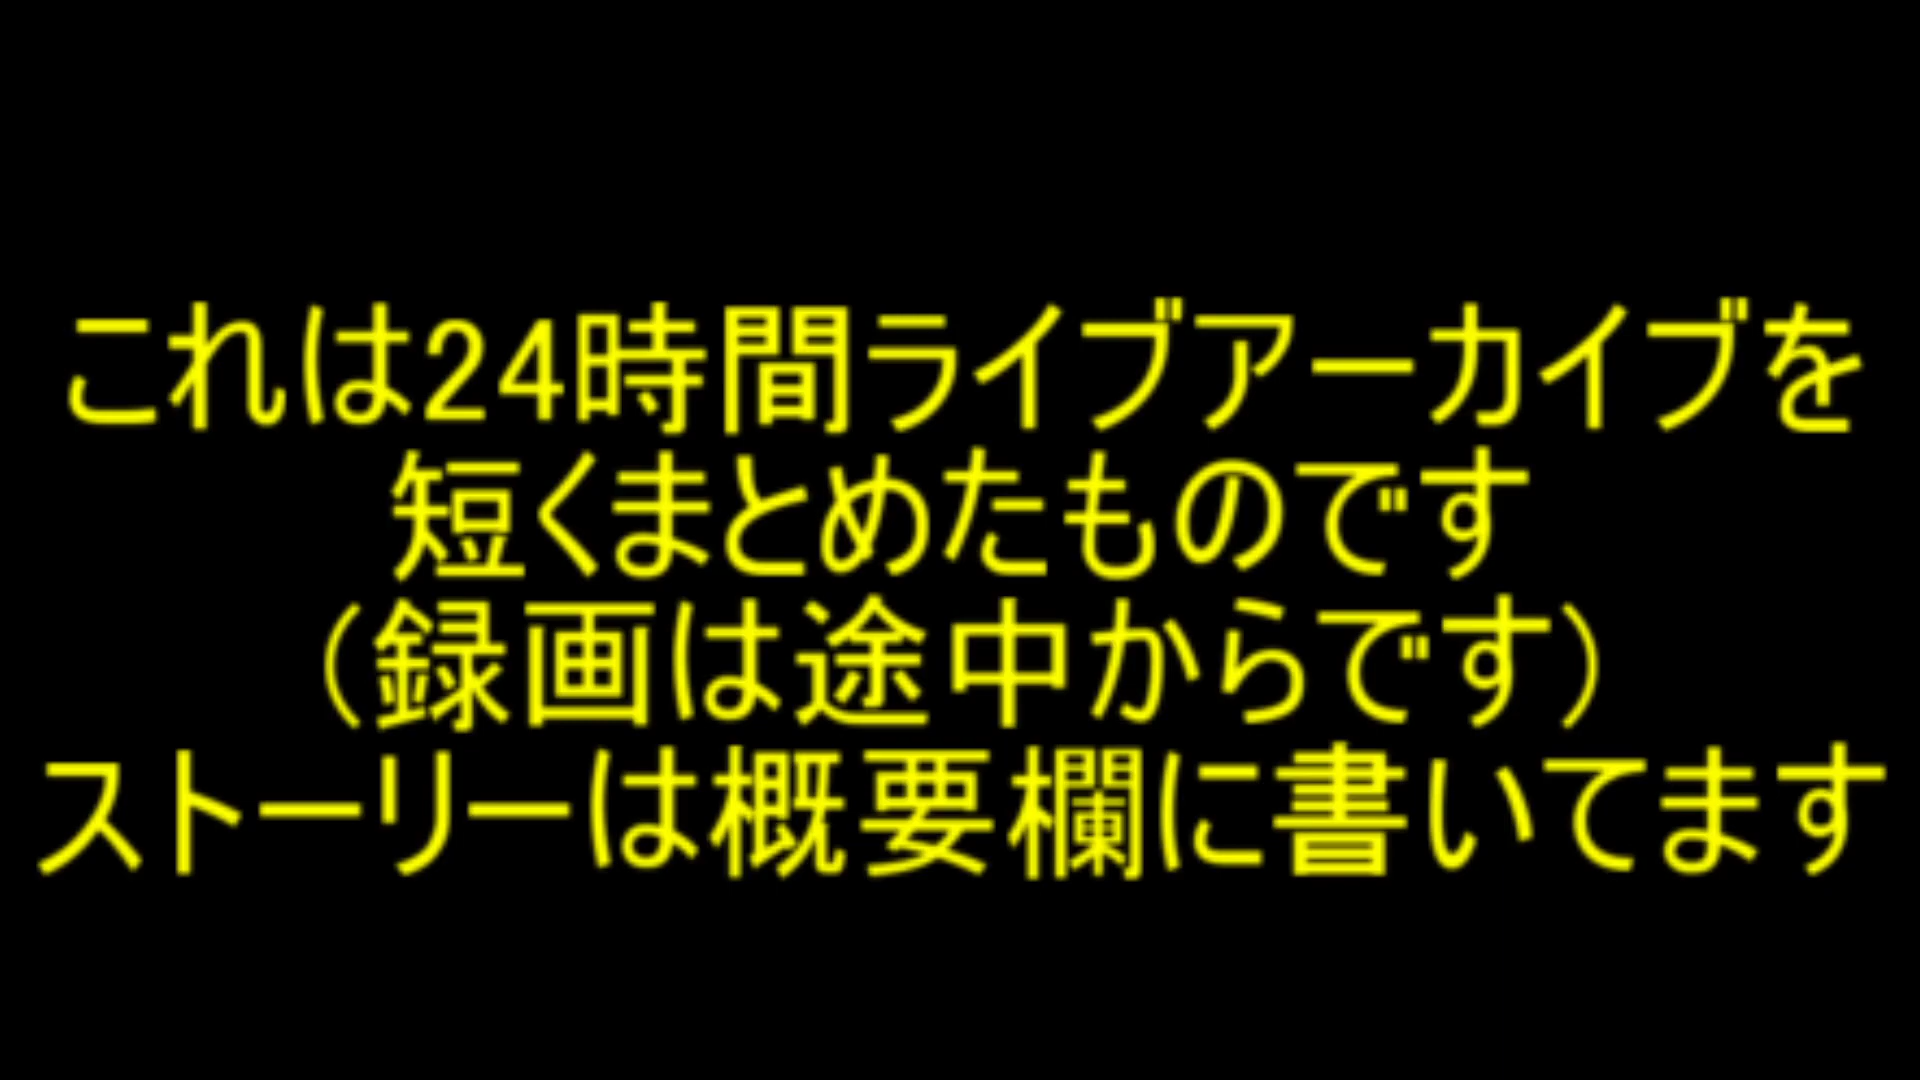 これは24時間ライブアーカイブを
短くまとめたものです
（録画は途中からです）
ストーリーは概要欄に書いてます